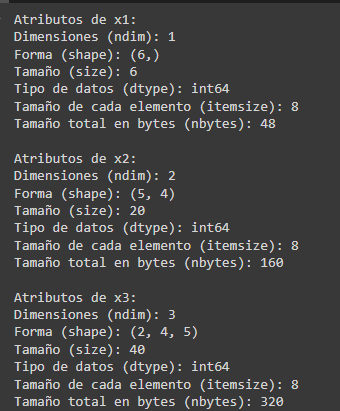 Atributos de x1:
Dimensiones (ndim): 1
Forma (shape): (6,)
Tamaño (size): 6
Tipo de datos (dtype): int64
Tamaño de cada elemento (itemsize): 8
Tamaño total en bytes (nbytes): 48

Atributos de x2:
Dimensiones (ndim): 2
Forma (shape): (5, 4)
Tamaño (size): 20
Tipo de datos (dtype): int64
Tamaño de cada elemento (itemsize): 8
Tamaño total en bytes (nbytes): 160

Atributos de x3:
Dimensiones (ndim): 3
Forma (shape): (2, 4, 5)
Tamaño (size): 40
Tipo de datos (dtype): int64
Tamaño de cada elemento (itemsize): 8
Tamaño total en bytes (nbytes): 320